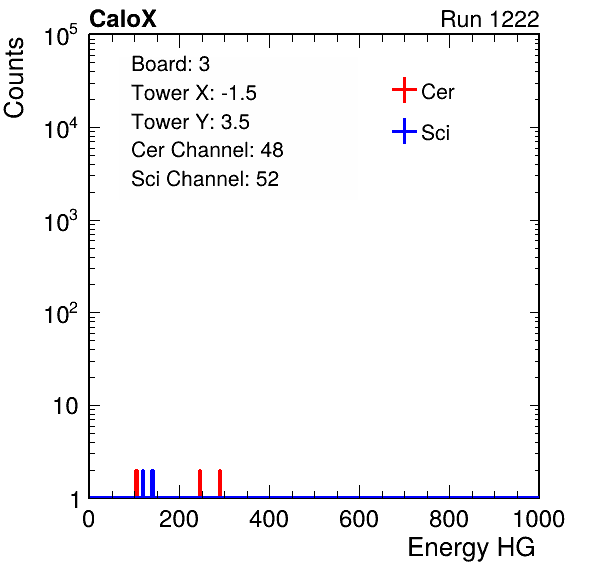 CaloX Run 1222
Counts
Board: 3
Tower X: -1.5
Tower Y: 3.5
Cer Channel: 48
Sci Channel: 52
Cer
Sci
10^5
10^4
10^3
10^2
10
1
0 200 400 600 800 1000
Energy HG